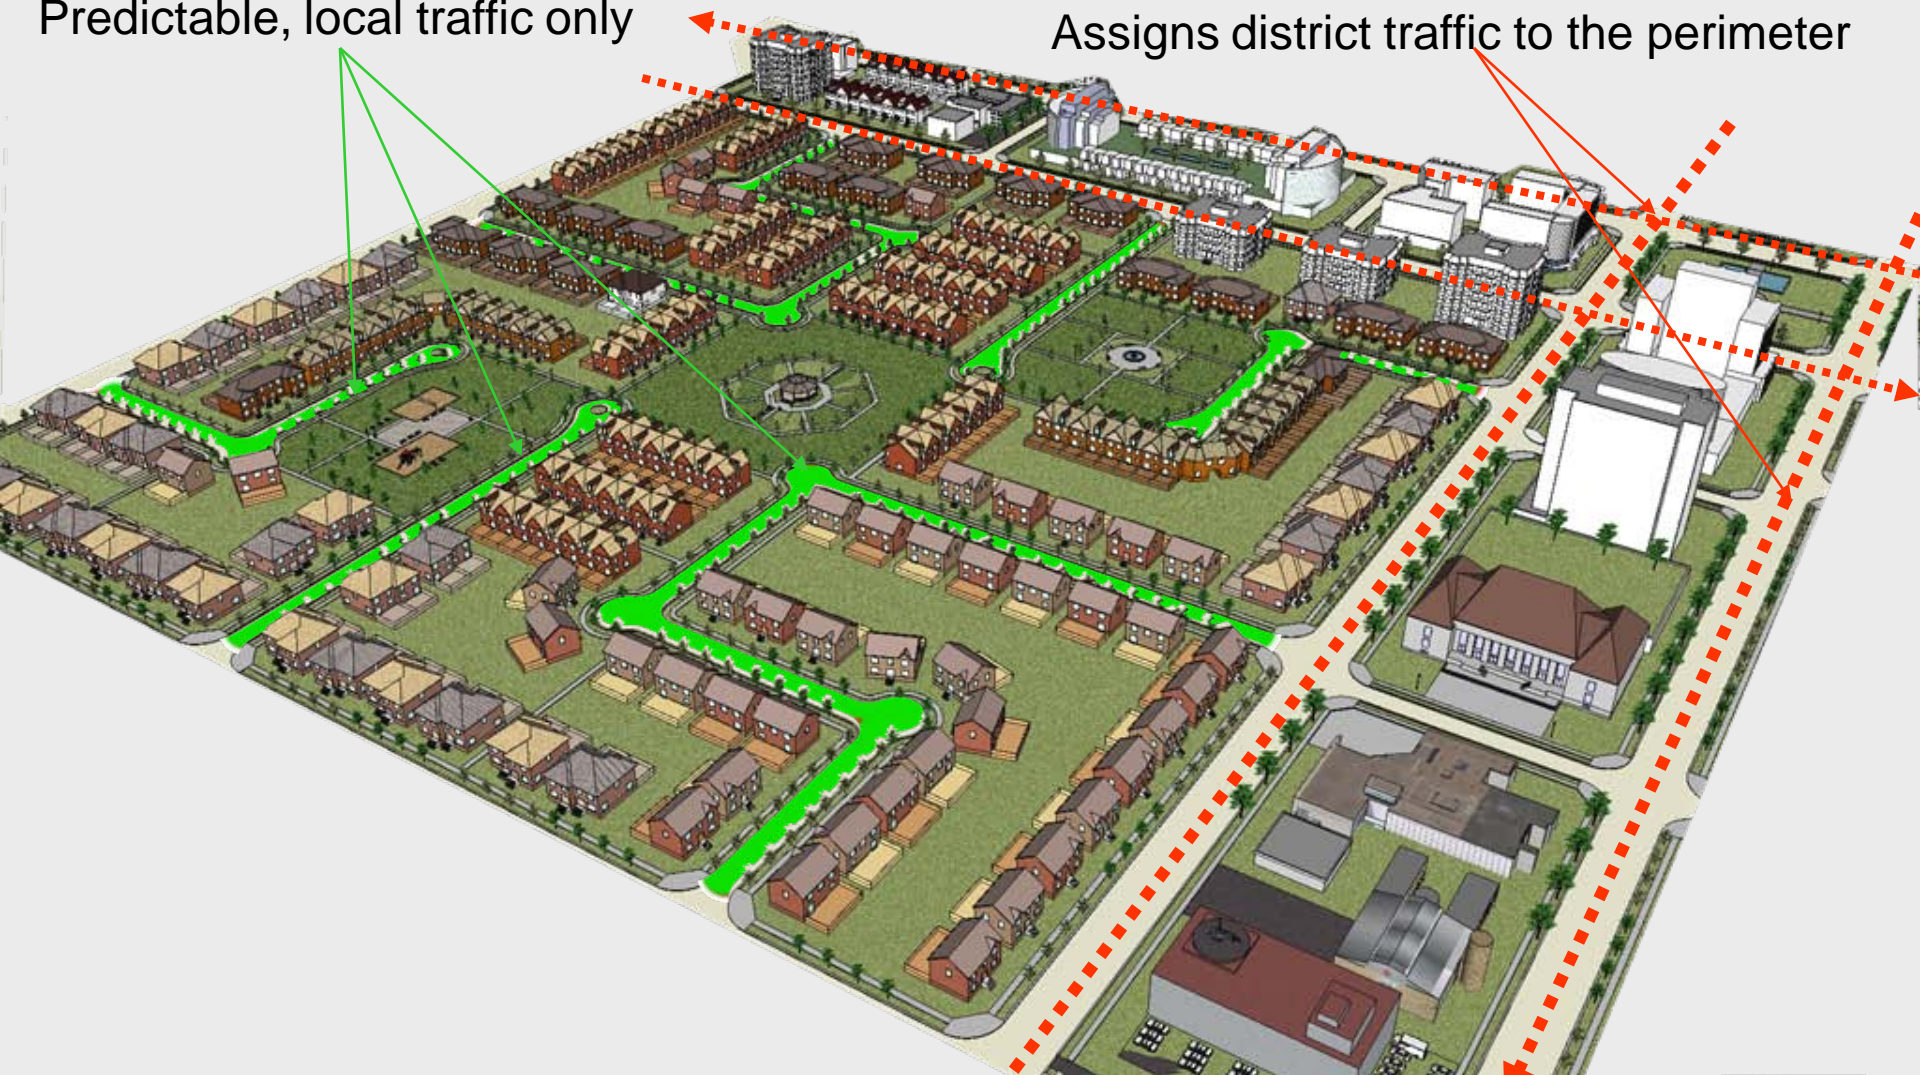 Predictable, local traffic only
Assigns district traffic to the perimeter